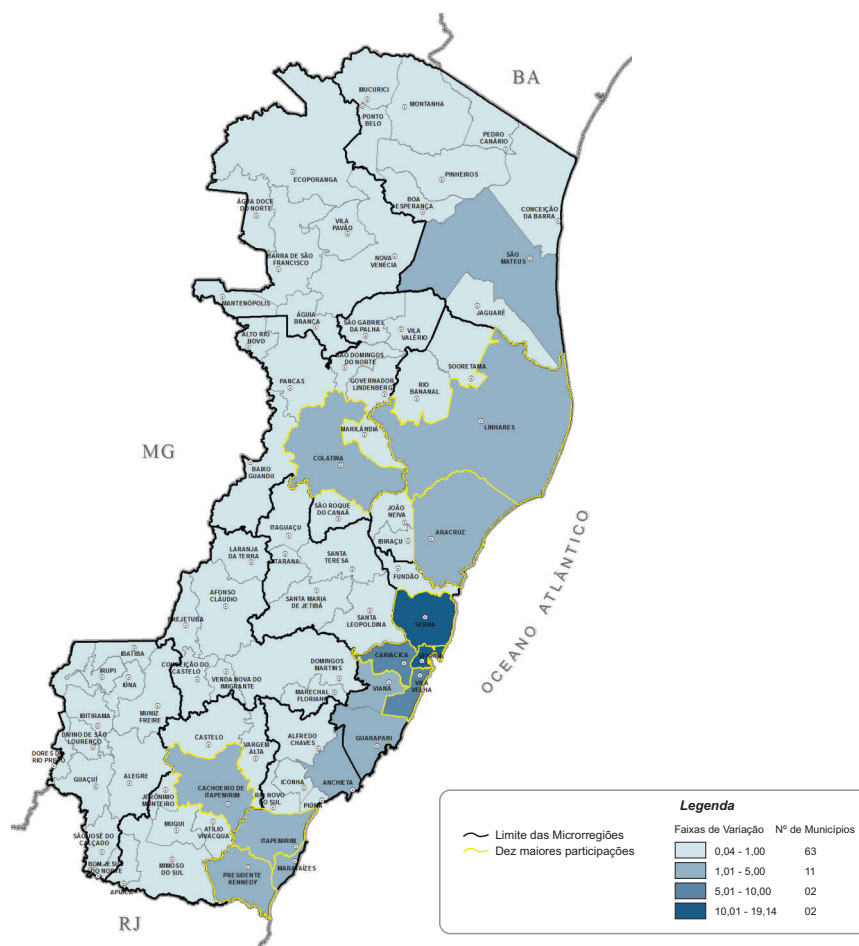 BA
MUCURICI
MONTANHA
PONTO
BELO
PEDRO
CANÁRIO
ECOPORANGA
PINHEIROS
ÁGUA DOCE
DO NORTE
BOA
ESPERANÇA
CONCEIÇÃO
DA BARRA
VILA
PAVÃO
BARRA DE SÃO
FRANCISCO
NOVA
VENÉCIA
SÃO
MATEUS
MANTENÓPOLIS
ÁGUIA
BRANCA
SÃO GABRIEL
DA PALHA
VILA
VALÉRIO
JAGUARÉ
ALTO RIO
NOVO
SÃO DOMINGOS
DO NORTE
SOORETAMA
PANCAS
GOVERNADOR
LINDENBERG
RIO
BANANAL
LINHARES
MARILÂNDIA
MG
COLATINA
BAIXO
GUANDU
SÃO ROQUE
DO CANAÃ
JOÃO
NEIVA
ITAGUAÇU
ARACRUZ
IBIRAÇU
LARANJA
DA TERRA
ITARANA
SANTA
TERESA
FUNDÃO
OCEANO ATLÂNTICO
AFONSO
CLÁUDIO
SANTA MARIA
DE JETIBÁ
BREJETUBA
SANTA
LEOPOLDINA
SERRA
IBATIBA
CARIACICA
VITÓRIA
IRUPI
IÚNA
CONCEIÇÃO DO
CASTELO
VENDA NOVA DO
IMIGRANTE
DOMINGOS
MARTINS
VIANA
VILA
VELHA
MARECHAL
FLORIANO
IBITIRAMA
MUNIZ
FREIRE
DIVINO DE SÃO
LOURENÇO
CASTELO
ALFREDO
CHAVES
GUARAPARI
DORES DO
RIO PRETO
VARGEM
ALTA
GUAÇUÍ
ALEGRE
JERÔNIMO
MONTEIRO
CACHOEIRO DE
ITAPEMIRIM
ICONHA
ANCHIETA
RIO NOVO
DO SUL
PIÚMA
SÃO JOSÉ DO
CALÇADO
MUQUI
ATÍLIO
VIVACQUA
ITAPEMIRIM
BOM JESUS
DO NORTE
MIMOSO
DO SUL
PRESIDENTE
KENNEDY
MARATAÍZES
APIACÁ
RJ
Legenda
Limite das Microrregiões
Dez maiores participações
Faixas de Variação Nº de Municípios
0,04 - 1,00 63
1,01 - 5,00 11
5,01 - 10,00 02
10,01 - 19,14 02